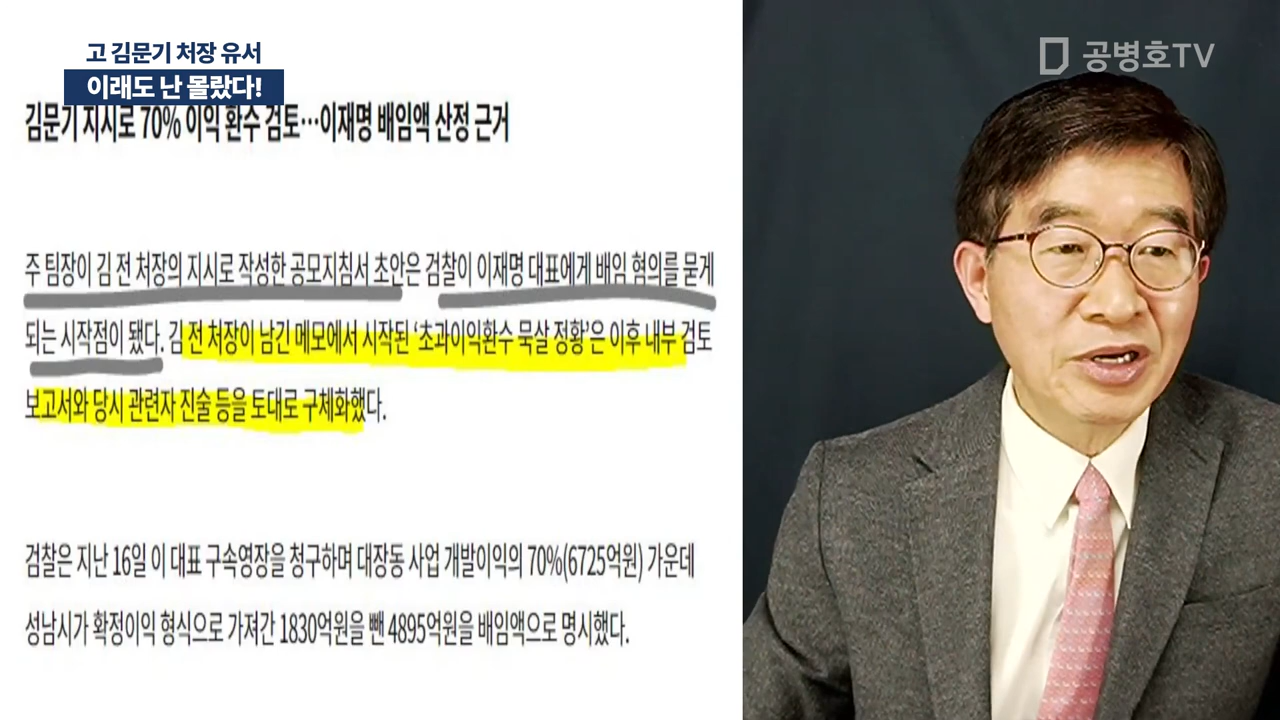 고 김문기 처장 유서
이래도 난 몰랐다!
공병호TV
김문기 지시로 70% 이익 환수 검토…이재명 배임액 산정 근거
주 팀장이 김 전 처장의 지시로 작성한 공모지침서 초안은 검찰이 이재명 대표에게 배임 혐의를 묻게
되는 시작점이 됐다. 김 전 처장이 남긴 메모에서 시작된 ‘초과이익환수 묵살 정황’은 이후 내부 검토
보고서와 당시 관련자 진술 등을 토대로 구체화했다.
검찰은 지난 16일 이 대표 구속영장을 청구하며 대장동 사업 개발이익의 70%(6725억원) 가운데
성남시가 확정이익 형식으로 가져간 1830억원을 뺀 4895억원을 배임액으로 명시했다.